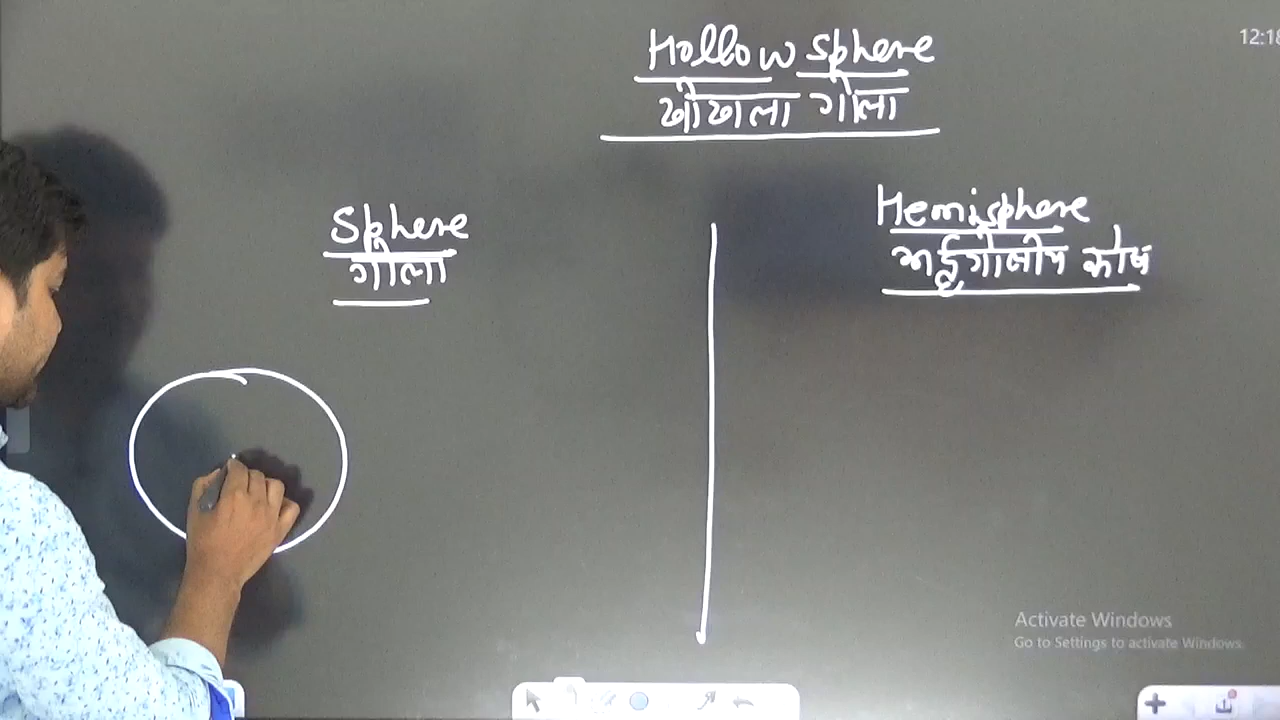 12:18
Hollow sphere
खोखला गोला
Sphere
गोला
Hemisphere
अर्द्धगोलीय कोष
Activate Windows
Go to Settings to activate Windows.